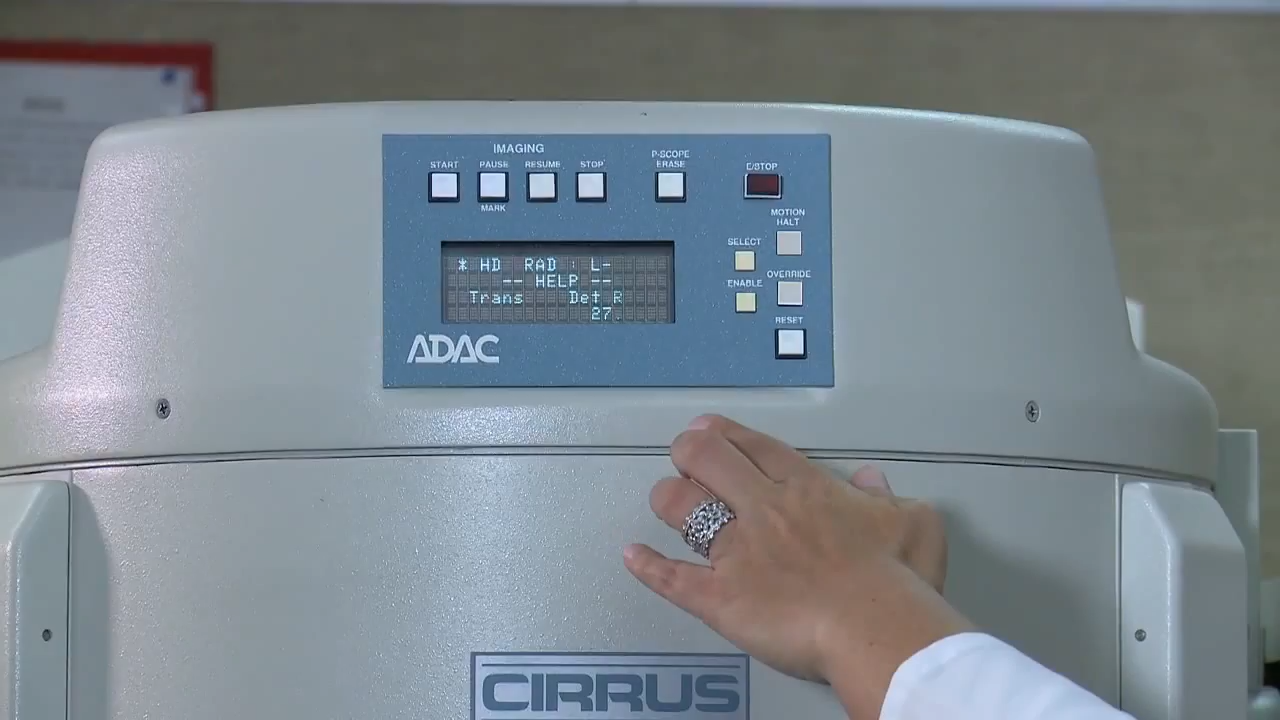 IMAGING
START PAUSE RESUME STOP
MARK
P-SCOPE
ERASE
E/STOP
MOTION
HALT
SELECT
OVERRIDE
ENABLE
RESET
* HD RAD : L-
-- HELP --
Trans Det R
27.
ADAC
CIRRUS